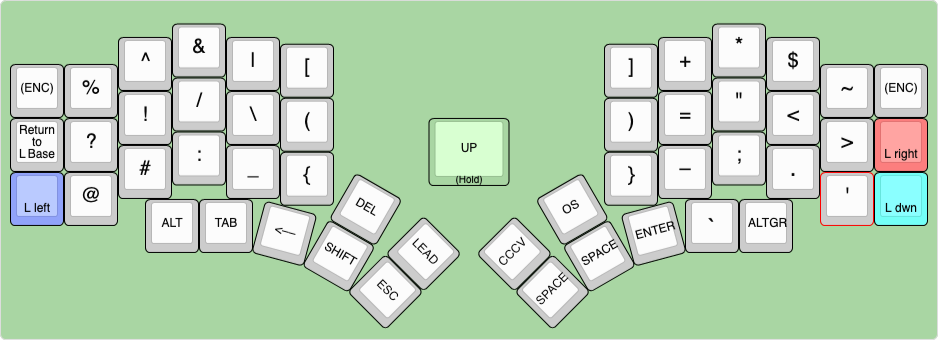 (ENC) % ^ & | [ ] + * $ ~ (ENC)
Return
to
L Base
? ! / \ ( ) = " < > L right
UP
(Hold)
L left @ # : _ { } – ; . ' L dwn
ALT TAB <— DEL OS ENTER ` ALTGR
SHIFT LEAD CCCV SPACE
ESC SPACE